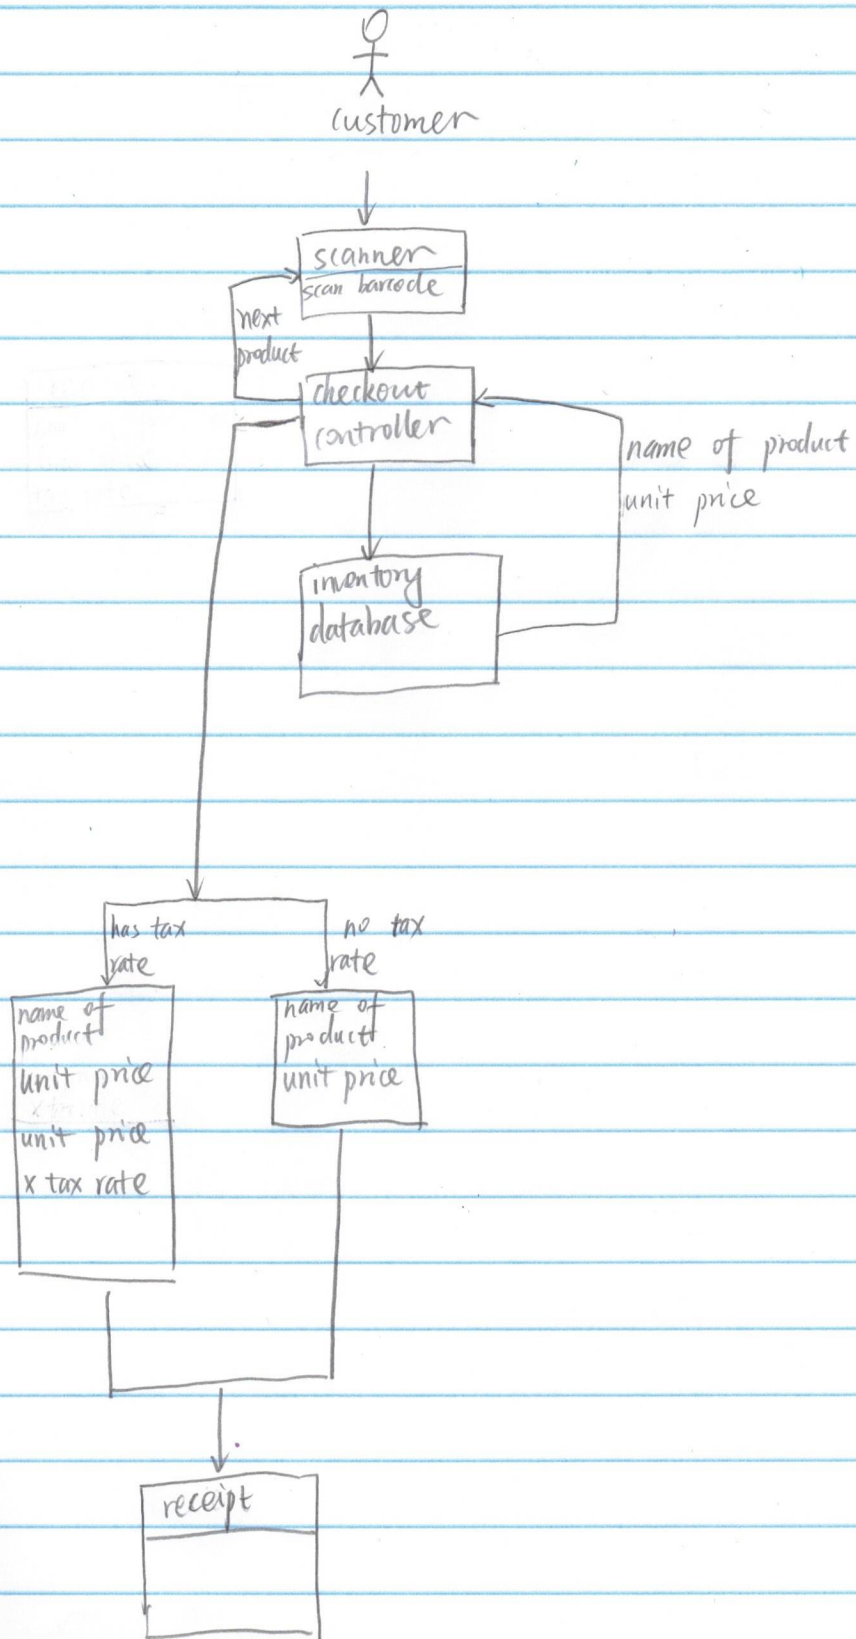 customer
scanner
scan barcode
next
product
checkout
controller
name of product
unit price
inventory
database
has tax
rate
no tax
rate
name of
product
unit price
unit price
x tax rate
name of
product
unit price
receipt